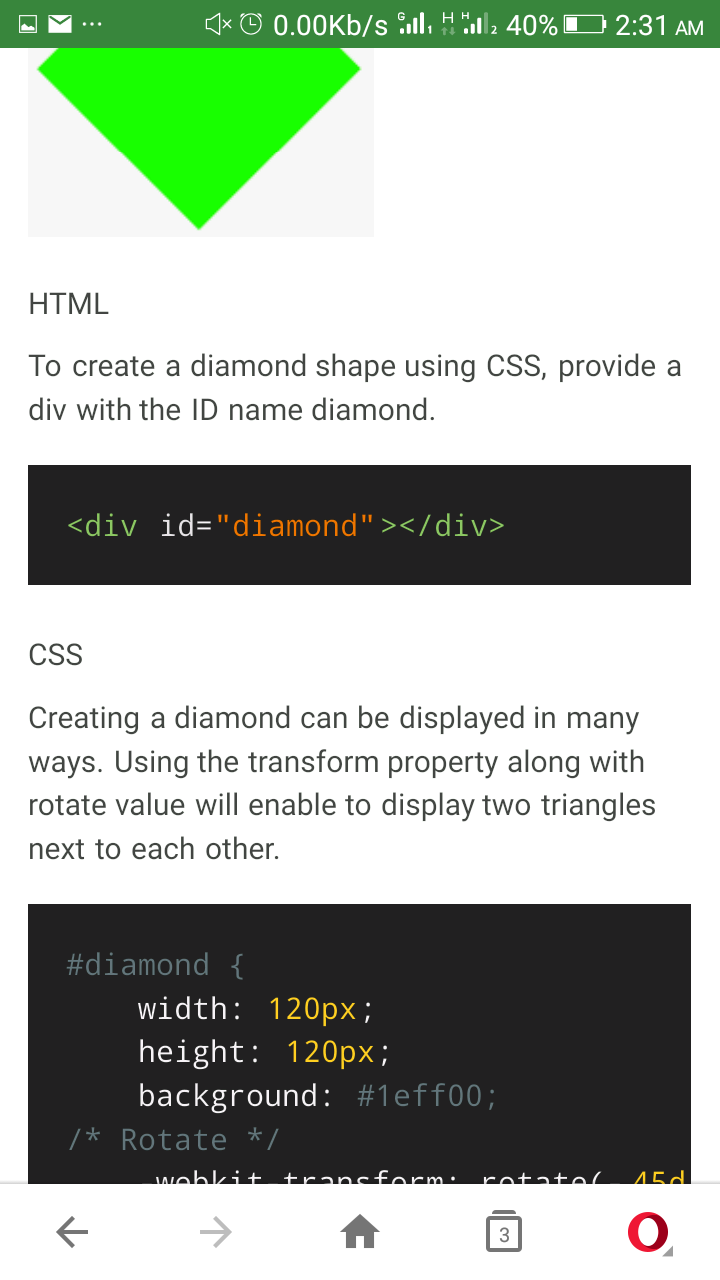 0.00Kb/s G 1 H H 2 40% 2:31 AM
HTML
To create a diamond shape using CSS, provide a
div with the ID name diamond.
<div id="diamond"></div>
CSS
Creating a diamond can be displayed in many
ways. Using the transform property along with
rotate value will enable to display two triangles
next to each other.
#diamond {
width: 120px;
height: 120px;
background: #1eff00;
/* Rotate */
-webkit-transform: rotate(-45d
3